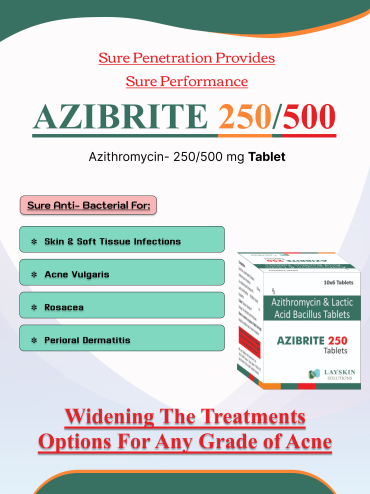 Sure Penetration Provides
Sure Performance
AZIBRITE 250/500
Azithromycin- 250/500 mg Tablet
Sure Anti- Bacterial For:
Skin & Soft Tissue Infections
Acne Vulgaris
Rosacea
Perioral Dermatitis
10x6 Tablets
Azithromycin & Lactic
Acid Bacillus Tablets
AZIBRITE 250
Tablets
LAYSKIN
SOLUTIONS
Widening The Treatments
Options For Any Grade of Acne